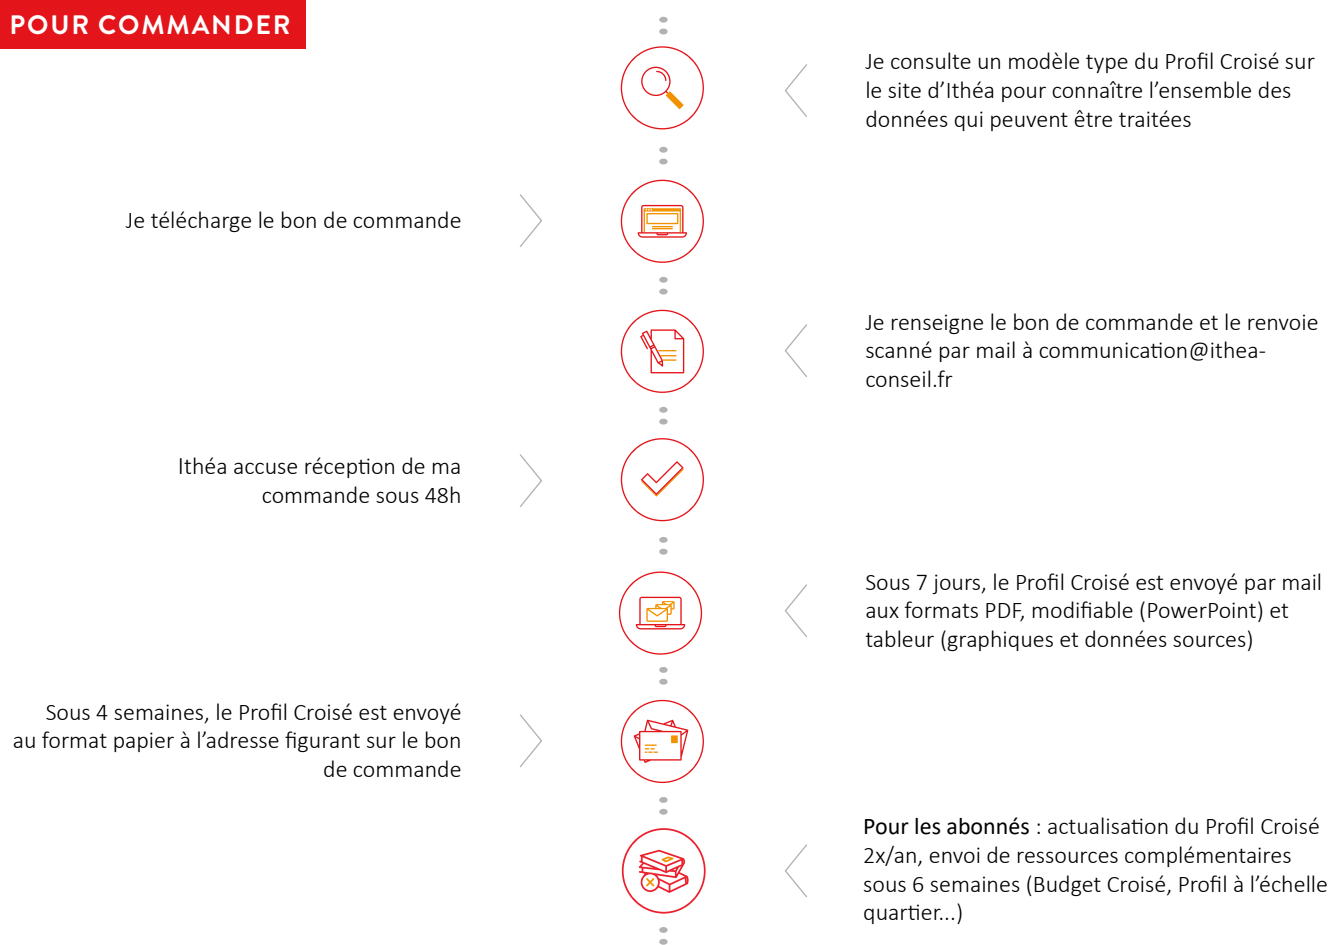 POUR COMMANDER
Je consulte un modèle type du Profil Croisé sur
le site d’Ithéa pour connaître l’ensemble des
données qui peuvent être traitées
Je télécharge le bon de commande
Je renseigne le bon de commande et le renvoie
scanné par mail à communication@ithea-
conseil.fr
Ithéa accuse réception de ma
commande sous 48h
Sous 7 jours, le Profil Croisé est envoyé par mail
aux formats PDF, modifiable (PowerPoint) et
tableur (graphiques et données sources)
Sous 4 semaines, le Profil Croisé est envoyé
au format papier à l’adresse figurant sur le bon
de commande
Pour les abonnés : actualisation du Profil Croisé
2x/an, envoi de ressources complémentaires
sous 6 semaines (Budget Croisé, Profil à l’échelle
quartier...)